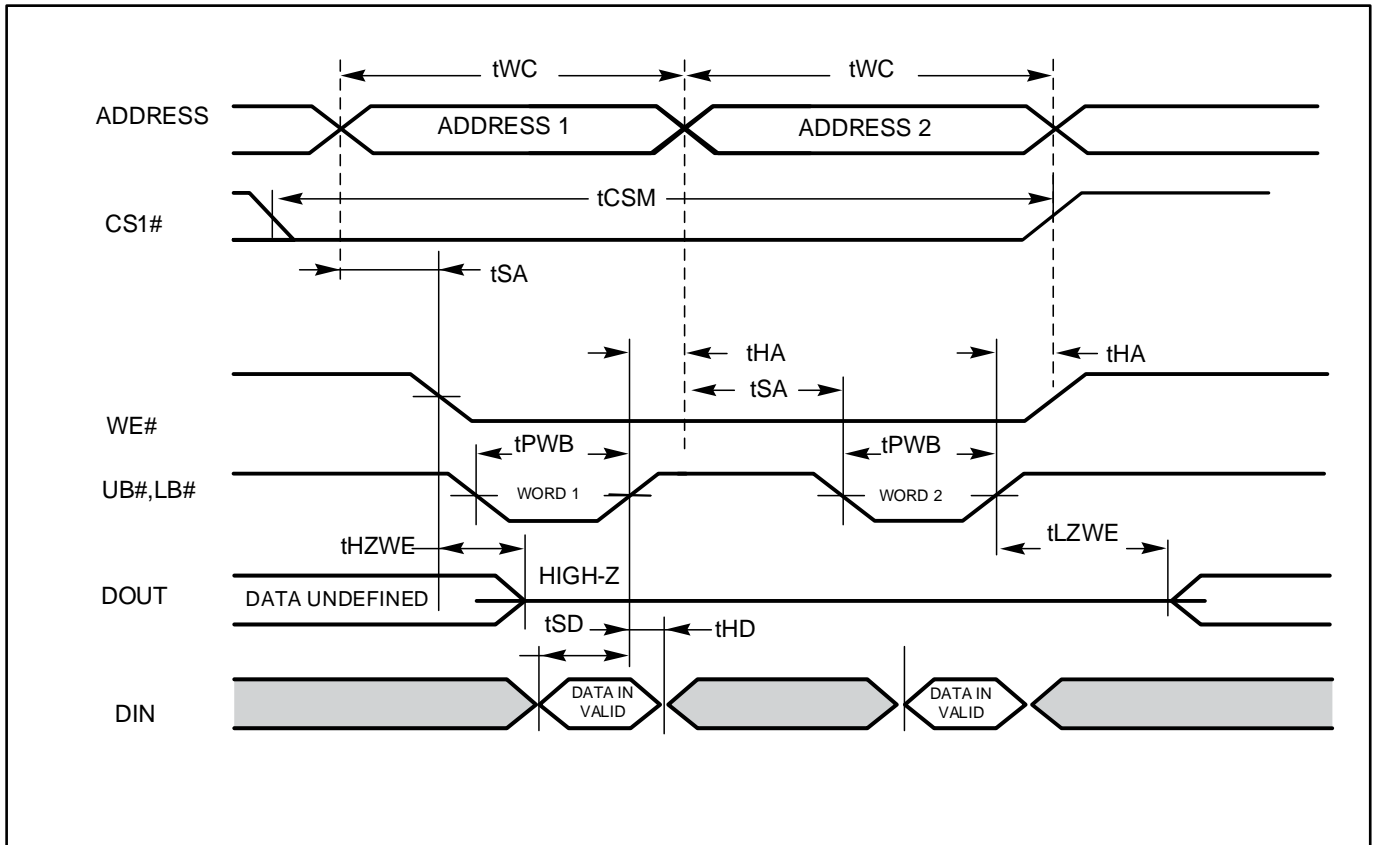 tWC tWC
ADDRESS ADDRESS 1 ADDRESS 2
tCSM
CS1#
tSA
tHA tHA
tSA
WE#
tPWB tPWB
UB#,LB# WORD 1 WORD 2
tHZWE tLZWE
HIGH-Z
DOUT DATA UNDEFINED
tSD tHD
DATA IN DATA IN
VALID VALID
DIN